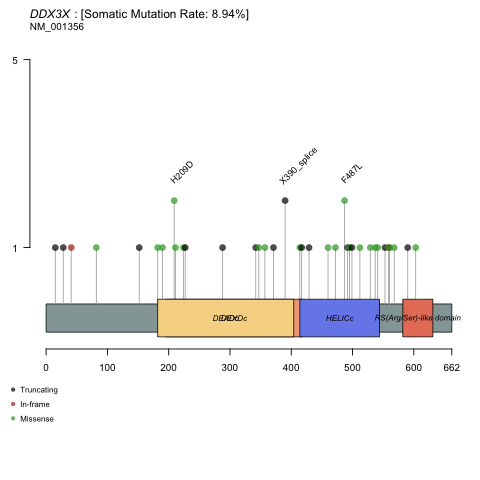 DDX3X : [Somatic Mutation Rate: 8.94%]
NM_001356
5
H209D
X390_splice
F487L
1
HELICc
RS(Arg/Ser)-like domain
0 100 200 300 400 500 600 662
Truncating
In-frame
Missense